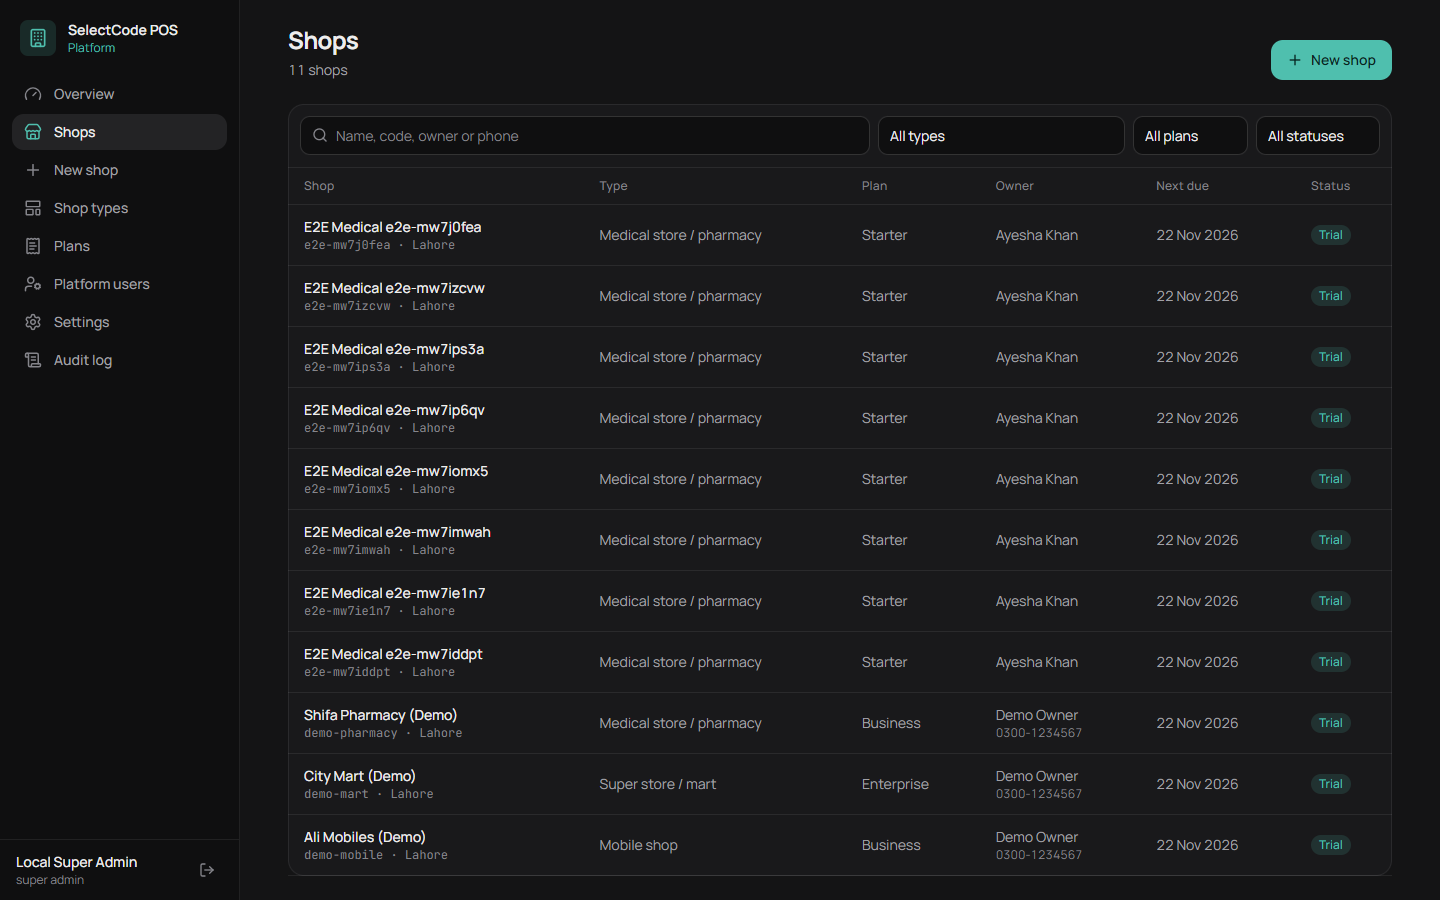 SelectCode POS
Platform
Overview
Shops
New shop
Shop types
Plans
Platform users
Settings
Audit log
Local Super Admin
super admin
Shops
11 shops
New shop
Name, code, owner or phone
All types
All plans
All statuses
Shop Type Plan Owner Next due Status
E2E Medical e2e-mw7j0fea
e2e-mw7j0fea · Lahore
Medical store / pharmacy Starter Ayesha Khan 22 Nov 2026 Trial
E2E Medical e2e-mw7izcvw
e2e-mw7izcvw · Lahore
Medical store / pharmacy Starter Ayesha Khan 22 Nov 2026 Trial
E2E Medical e2e-mw7ips3a
e2e-mw7ips3a · Lahore
Medical store / pharmacy Starter Ayesha Khan 22 Nov 2026 Trial
E2E Medical e2e-mw7ip6qv
e2e-mw7ip6qv · Lahore
Medical store / pharmacy Starter Ayesha Khan 22 Nov 2026 Trial
E2E Medical e2e-mw7iomx5
e2e-mw7iomx5 · Lahore
Medical store / pharmacy Starter Ayesha Khan 22 Nov 2026 Trial
E2E Medical e2e-mw7imwah
e2e-mw7imwah · Lahore
Medical store / pharmacy Starter Ayesha Khan 22 Nov 2026 Trial
E2E Medical e2e-mw7ie1n7
e2e-mw7ie1n7 · Lahore
Medical store / pharmacy Starter Ayesha Khan 22 Nov 2026 Trial
E2E Medical e2e-mw7iddpt
e2e-mw7iddpt · Lahore
Medical store / pharmacy Starter Ayesha Khan 22 Nov 2026 Trial
Shifa Pharmacy (Demo)
demo-pharmacy · Lahore
Medical store / pharmacy Business Demo Owner
0300-1234567
22 Nov 2026 Trial
City Mart (Demo)
demo-mart · Lahore
Super store / mart Enterprise Demo Owner
0300-1234567
22 Nov 2026 Trial
Ali Mobiles (Demo)
demo-mobile · Lahore
Mobile shop Business Demo Owner
0300-1234567
22 Nov 2026 Trial